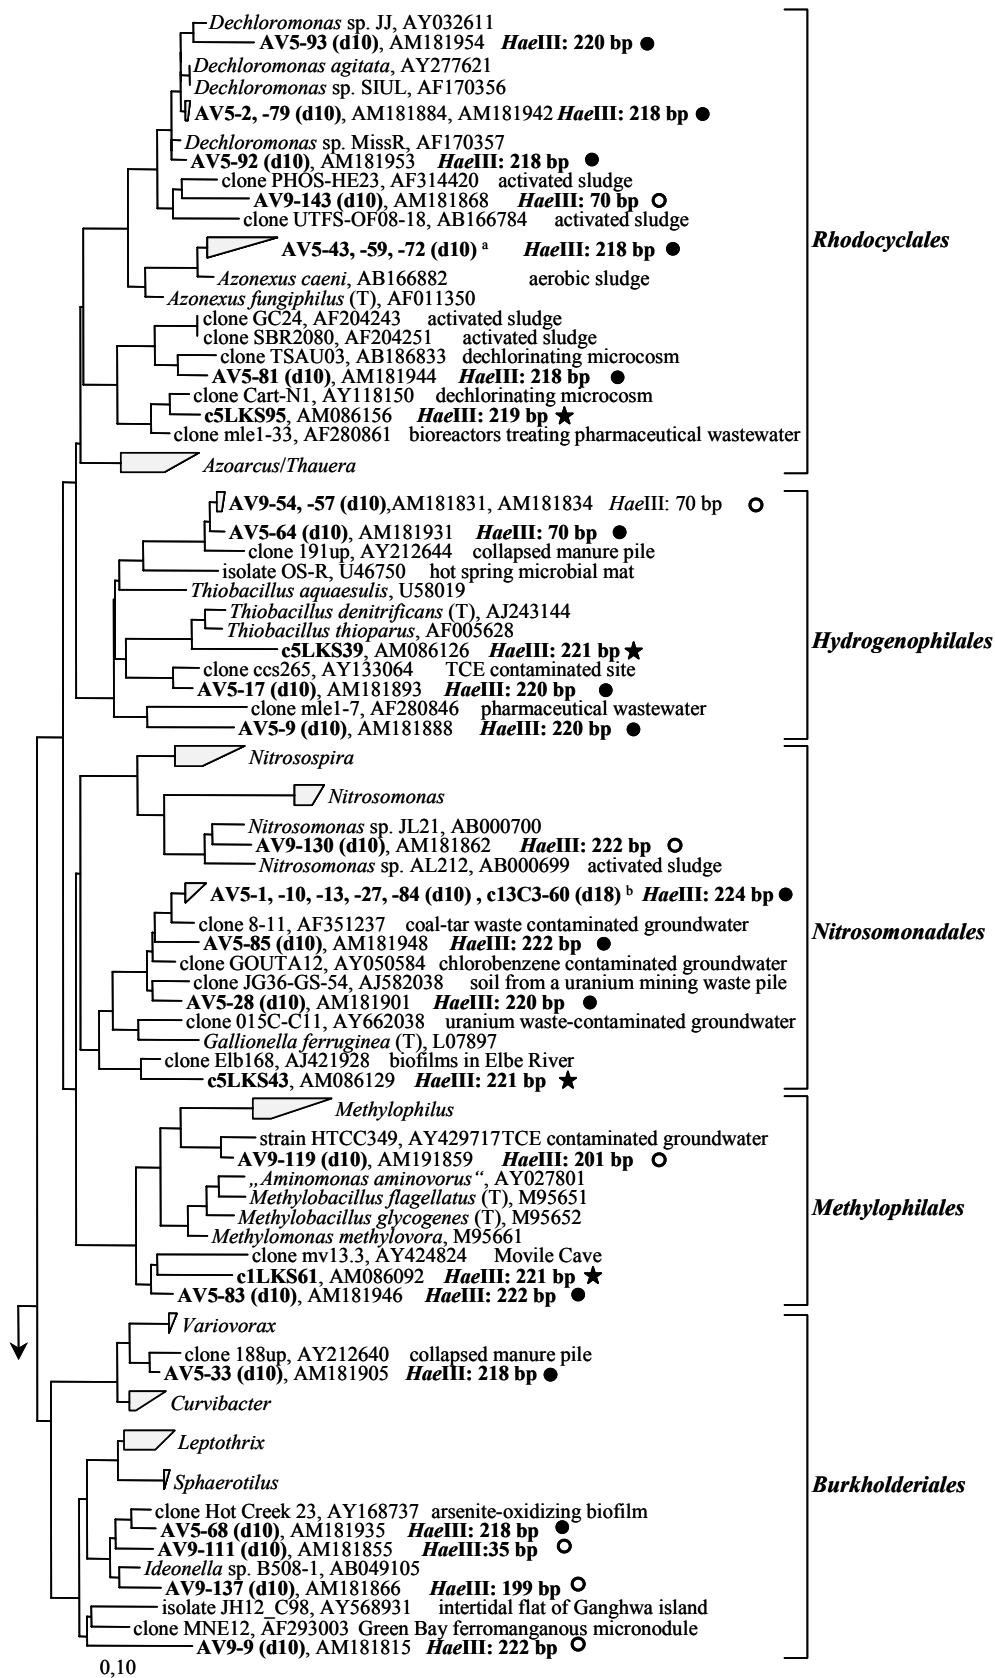 Dechloromonas sp. JJ, AY032611
AV5-93 (d10), AM181954 HaeIII: 220 bp ●
Dechloromonas agitata, AY277621
Dechloromonas sp. SIUL, AF170356
AV5-2, -79 (d10), AM181884, AM181942 HaeIII: 218 bp ●
Dechloromonas sp. MissR, AF170357
AV5-92 (d10), AM181953 HaeIII: 218 bp ●
clone PHOS-HE23, AF314420 activated sludge
AV9-143 (d10), AM181868 HaeIII: 70 bp ○
clone UTFS-OF08-18, AB166784 activated sludge
Rhodocyclales
AV5-43, -59, -72 (d10) a HaeIII: 218 bp ●
Azonexus caeni, AB166882 aerobic sludge
Azonexus fungiphilus (T), AF011350
clone GC24, AF204243 activated sludge
clone SBR2080, AF204251 activated sludge
clone TSAU03, AB186833 dechlorinating microcosm
AV5-81 (d10), AM181944 HaeIII: 218 bp ●
clone Cart-N1, AY118150 dechlorinating microcosm
c5LKS95, AM086156 HaeIII: 219 bp ★
clone mle1-33, AF280861 bioreactors treating pharmaceutical wastewater
Azoarcus/Thauera
AV9-54, -57 (d10),AM181831, AM181834 HaeIII: 70 bp ○
AV5-64 (d10), AM181931 HaeIII: 70 bp ●
clone 191up, AY212644 collapsed manure pile
isolate OS-R, U46750 hot spring microbial mat
Thiobacillus aquaesulis, U58019
Thiobacillus denitrificans (T), AJ243144
Thiobacillus thioparus, AF005628
Hydrogenophilales
c5LKS39, AM086126 HaeIII: 221 bp ★
clone ccs265, AY133064 TCE contaminated site
AV5-17 (d10), AM181893 HaeIII: 220 bp ●
clone mle1-7, AF280846 pharmaceutical wastewater
AV5-9 (d10), AM181888 HaeIII: 220 bp ●
Nitrosospira
Nitrosomonas
Nitrosomonas sp. JL21, AB000700
AV9-130 (d10), AM181862 HaeIII: 222 bp ○
Nitrosomonas sp. AL212, AB000699 activated sludge
AV5-1, -10, -13, -27, -84 (d10) , c13C3-60 (d18) b HaeIII: 224 bp ●
clone 8-11, AF351237 coal-tar waste contaminated groundwater
Nitrosomonadales
AV5-85 (d10), AM181948 HaeIII: 222 bp ●
clone GOUTA12, AY050584 chlorobenzene contaminated groundwater
clone JG36-GS-54, AJ582038 soil from a uranium mining waste pile
AV5-28 (d10), AM181901 HaeIII: 220 bp ●
clone 015C-C11, AY662038 uranium waste-contaminated groundwater
Gallionella ferruginea (T), L07897
clone Elb168, AJ421928 biofilms in Elbe River
c5LKS43, AM086129 HaeIII: 221 bp ★
Methylophilus
strain HTCC349, AY429717TCE contaminated groundwater
AV9-119 (d10), AM191859 HaeIII: 201 bp ○
„Aminomonas aminovorus“, AY027801
Methylobacillus flagellatus (T), M95651
Methylophilales
Methylobacillus glycogenes (T), M95652
Methylomonas methylovora, M95661
clone mv13.3, AY424824 Movile Cave
c1LKS61, AM086092 HaeIII: 221 bp ★
AV5-83 (d10), AM181946 HaeIII: 222 bp ●
Variovorax
clone 188up, AY212640 collapsed manure pile
AV5-33 (d10), AM181905 HaeIII: 218 bp ●
Curvibacter
Leptothrix
Sphaerotilus
Burkholderiales
clone Hot Creek 23, AY168737 arsenite-oxidizing biofilm
AV5-68 (d10), AM181935 HaeIII: 218 bp ●
AV9-111 (d10), AM181855 HaeIII:35 bp ○
Ideonella sp. B508-1, AB049105
AV9-137 (d10), AM181866 HaeIII: 199 bp ○
isolate JH12_C98, AY568931 intertidal flat of Ganghwa island
clone MNE12, AF293003 Green Bay ferromanganous micronodule
AV9-9 (d10), AM181815 HaeIII: 222 bp ○
0,10